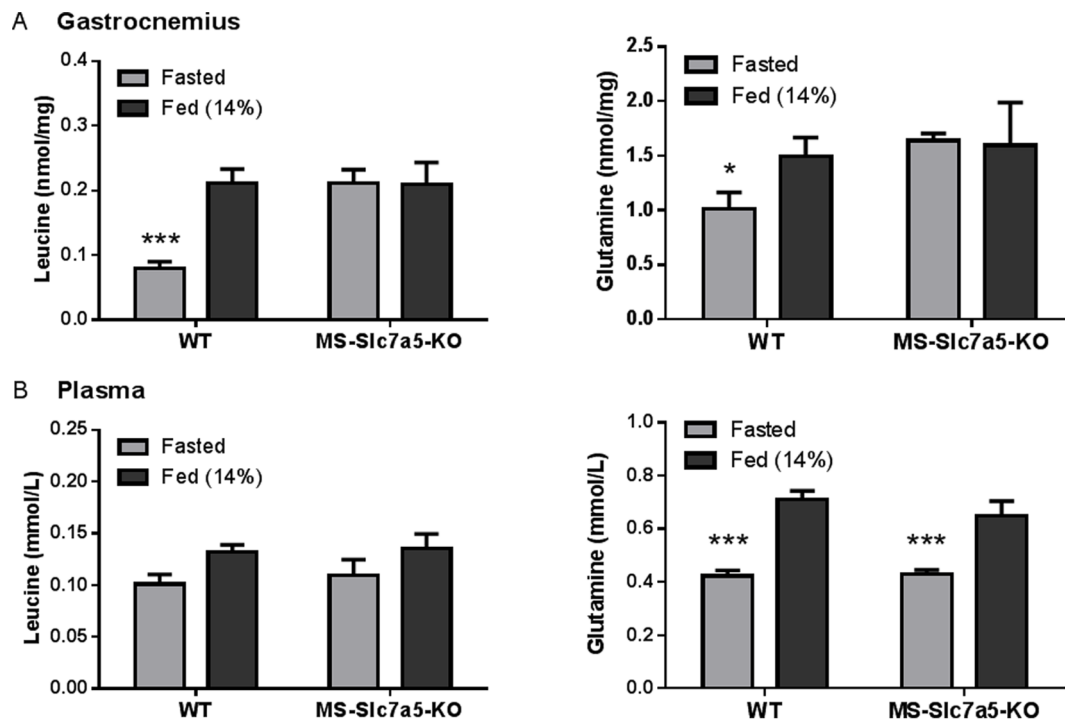 A Gastrocnemius
Leucine (nmol/mg)
0.4
0.3
0.2
0.1
0.0
Fasted
Fed (14%)
***
WT MS-Slc7a5-KO
Glutamine (nmol/mg)
2.5
2.0
1.5
1.0
0.5
0.0
Fasted
Fed (14%)
*
WT MS-Slc7a5-KO
B Plasma
Leucine (mmol/L)
0.25
0.20
0.15
0.10
0.05
0.00
Fasted
Fed (14%)
WT MS-Slc7a5-KO
Glutamine (mmol/L)
1.0
0.8
0.6
0.4
0.2
0.0
Fasted
Fed (14%)
*** ***
WT MS-Slc7a5-KO